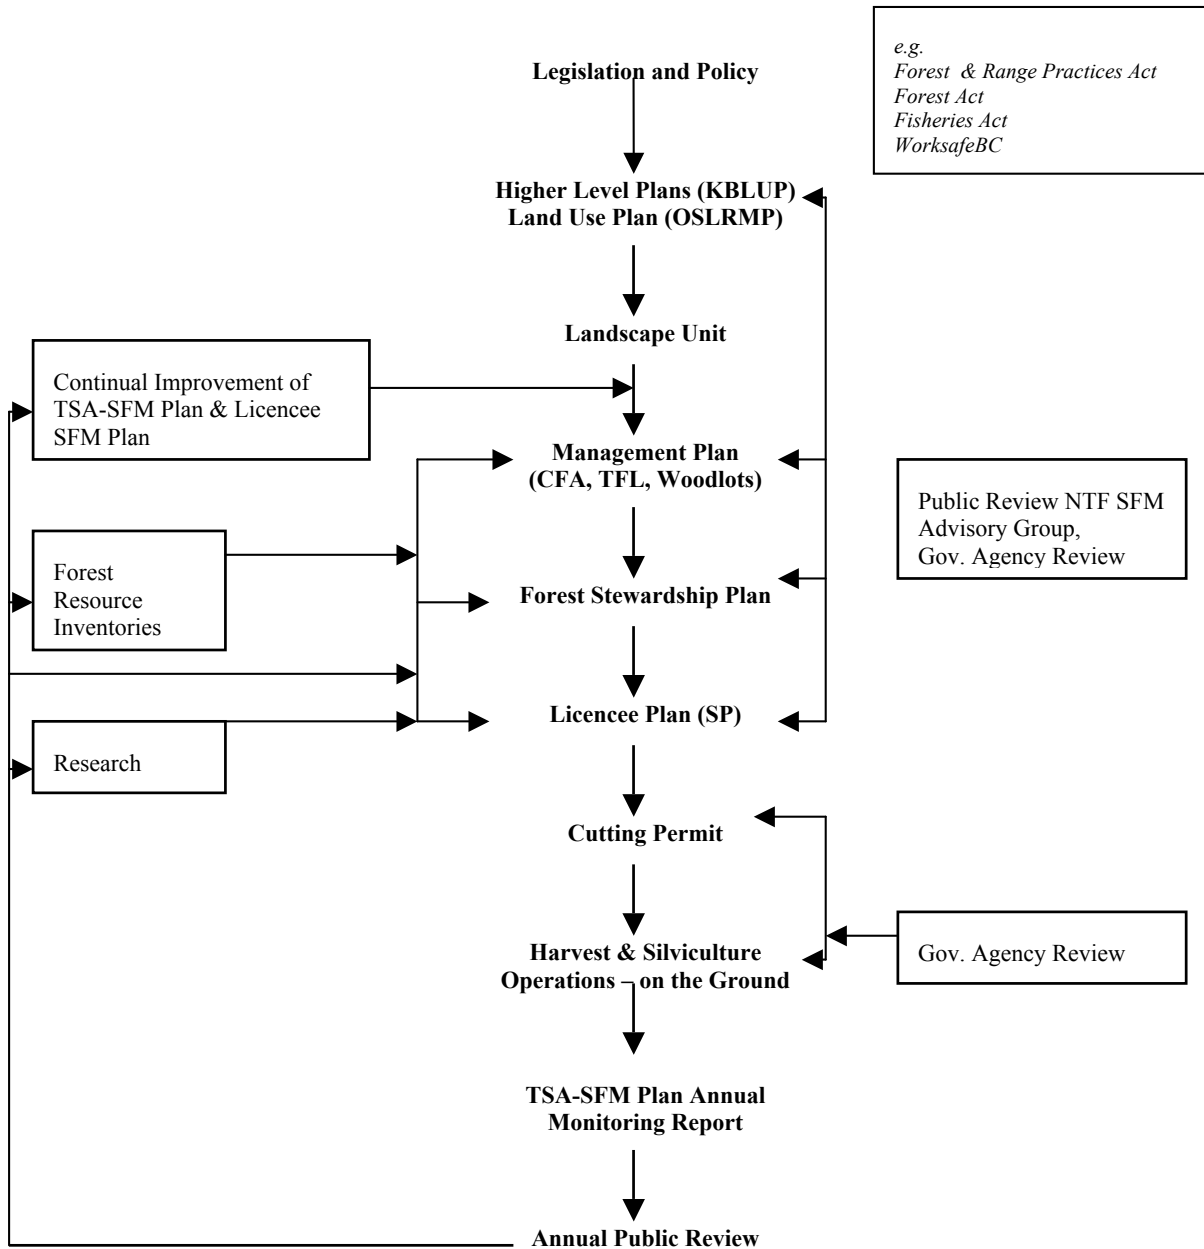 Legislation and Policy
e.g.
Forest & Range Practices Act
Forest Act
Fisheries Act
WorksafeBC
Higher Level Plans (KBLUP)
Land Use Plan (OSLRMP)
Landscape Unit
Continual Improvement of
TSA-SFM Plan & Licencee
SFM Plan
Management Plan
(CFA, TFL, Woodlots)
Public Review NTF SFM
Advisory Group,
Gov. Agency Review
Forest
Resource
Inventories
Forest Stewardship Plan
Licencee Plan (SP)
Research
Cutting Permit
Harvest & Silviculture
Operations – on the Ground
Gov. Agency Review
TSA-SFM Plan Annual
Monitoring Report
Annual Public Review